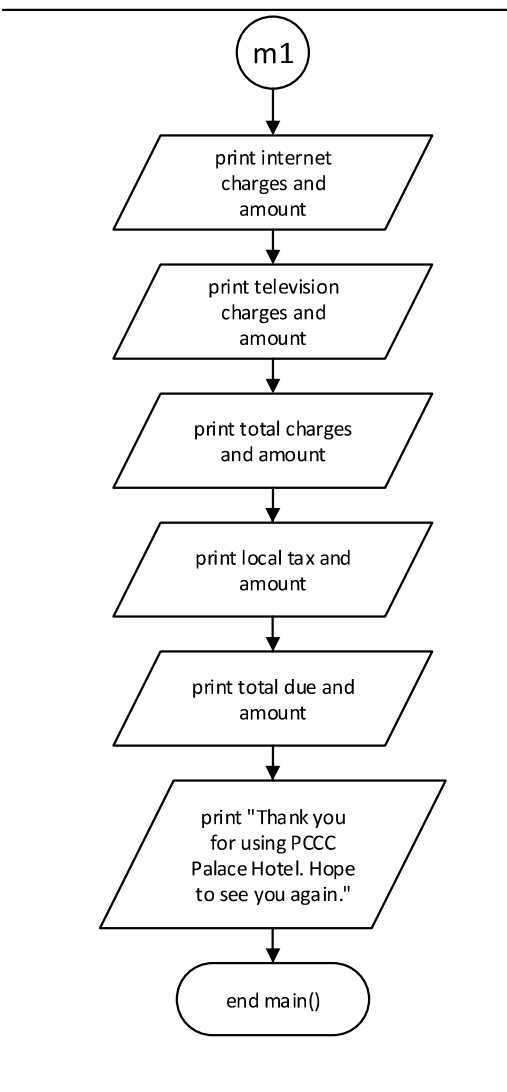 m1
print internet
charges and
amount
print television
charges and
amount
print total charges
and amount
print local tax and
amount
print total due and
amount
print "Thank you
for using PCCC
Palace Hotel. Hope
to see you again."
end main()